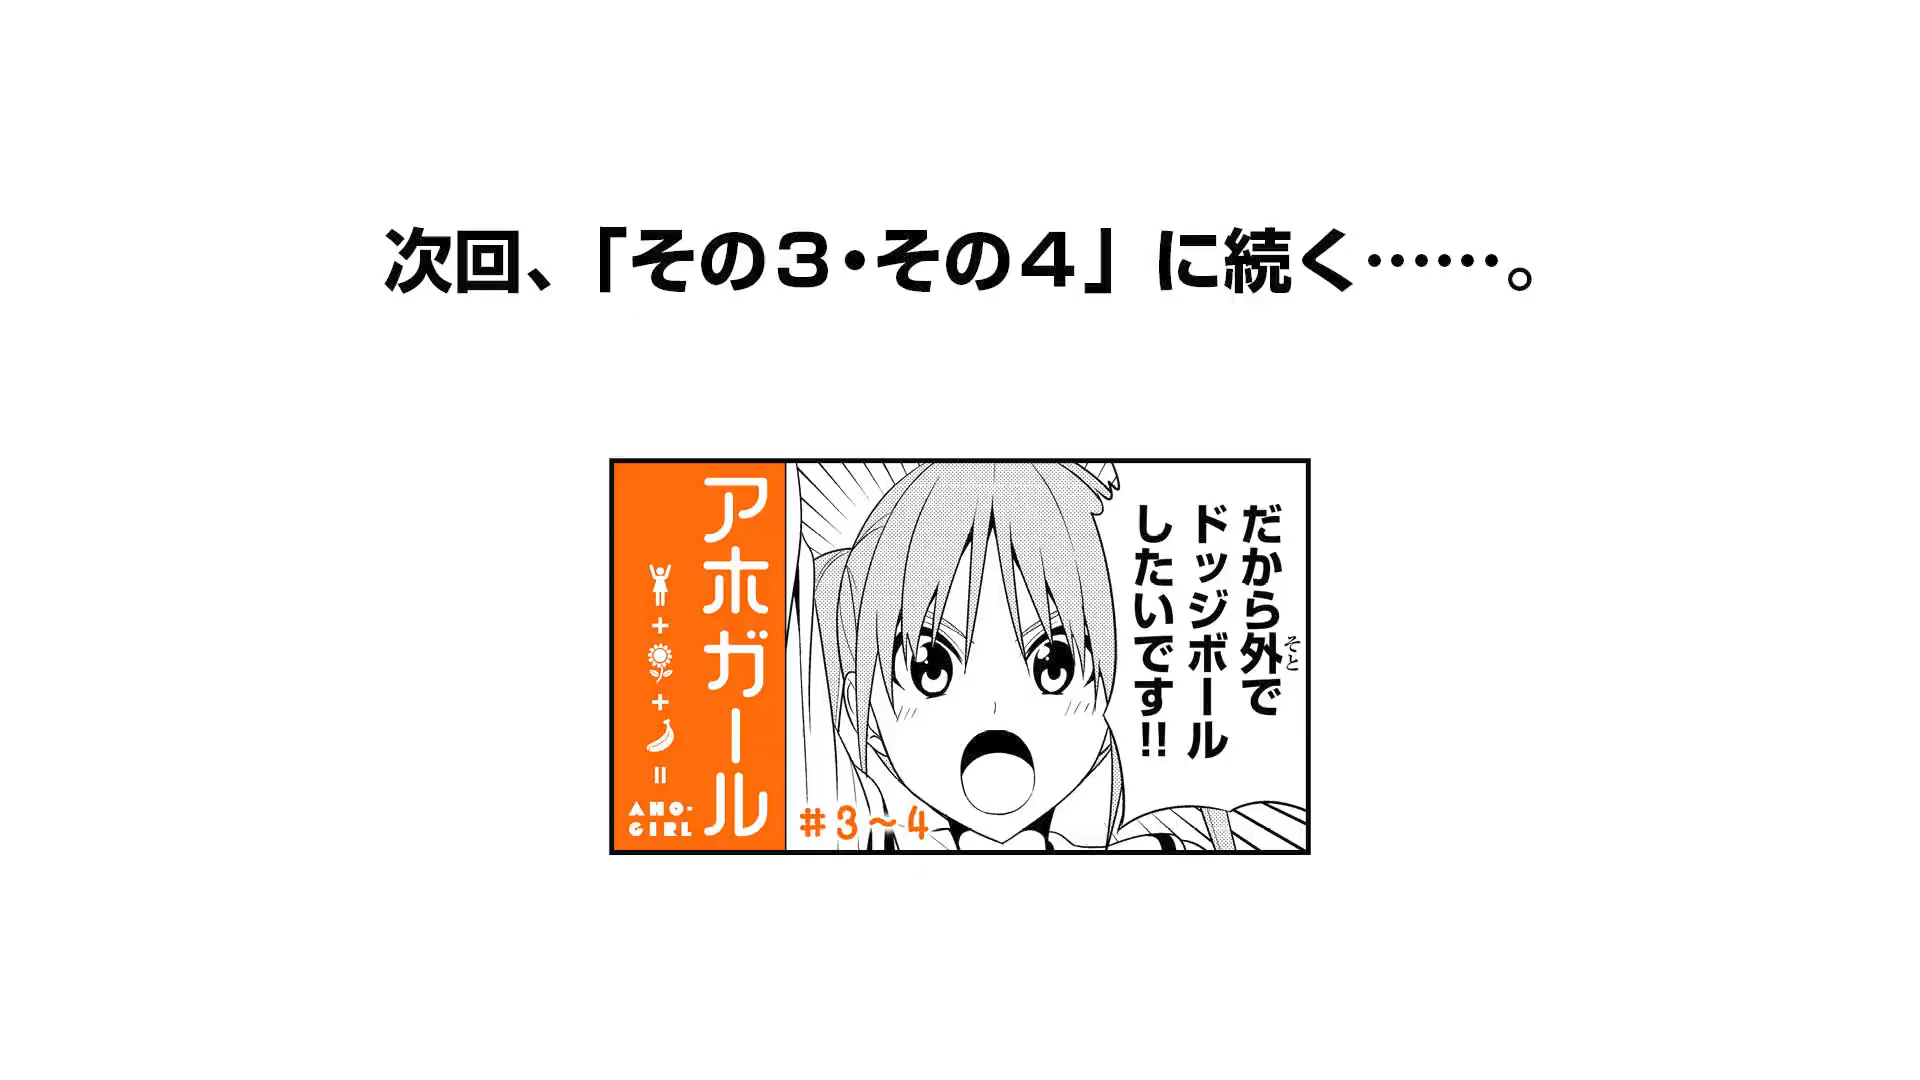 次回、「その３・その４」に続く……。
アホガール
+
+
=
AHO-
GIRL
#3～4
だから外で
そと
ドッジボール
したいです!!